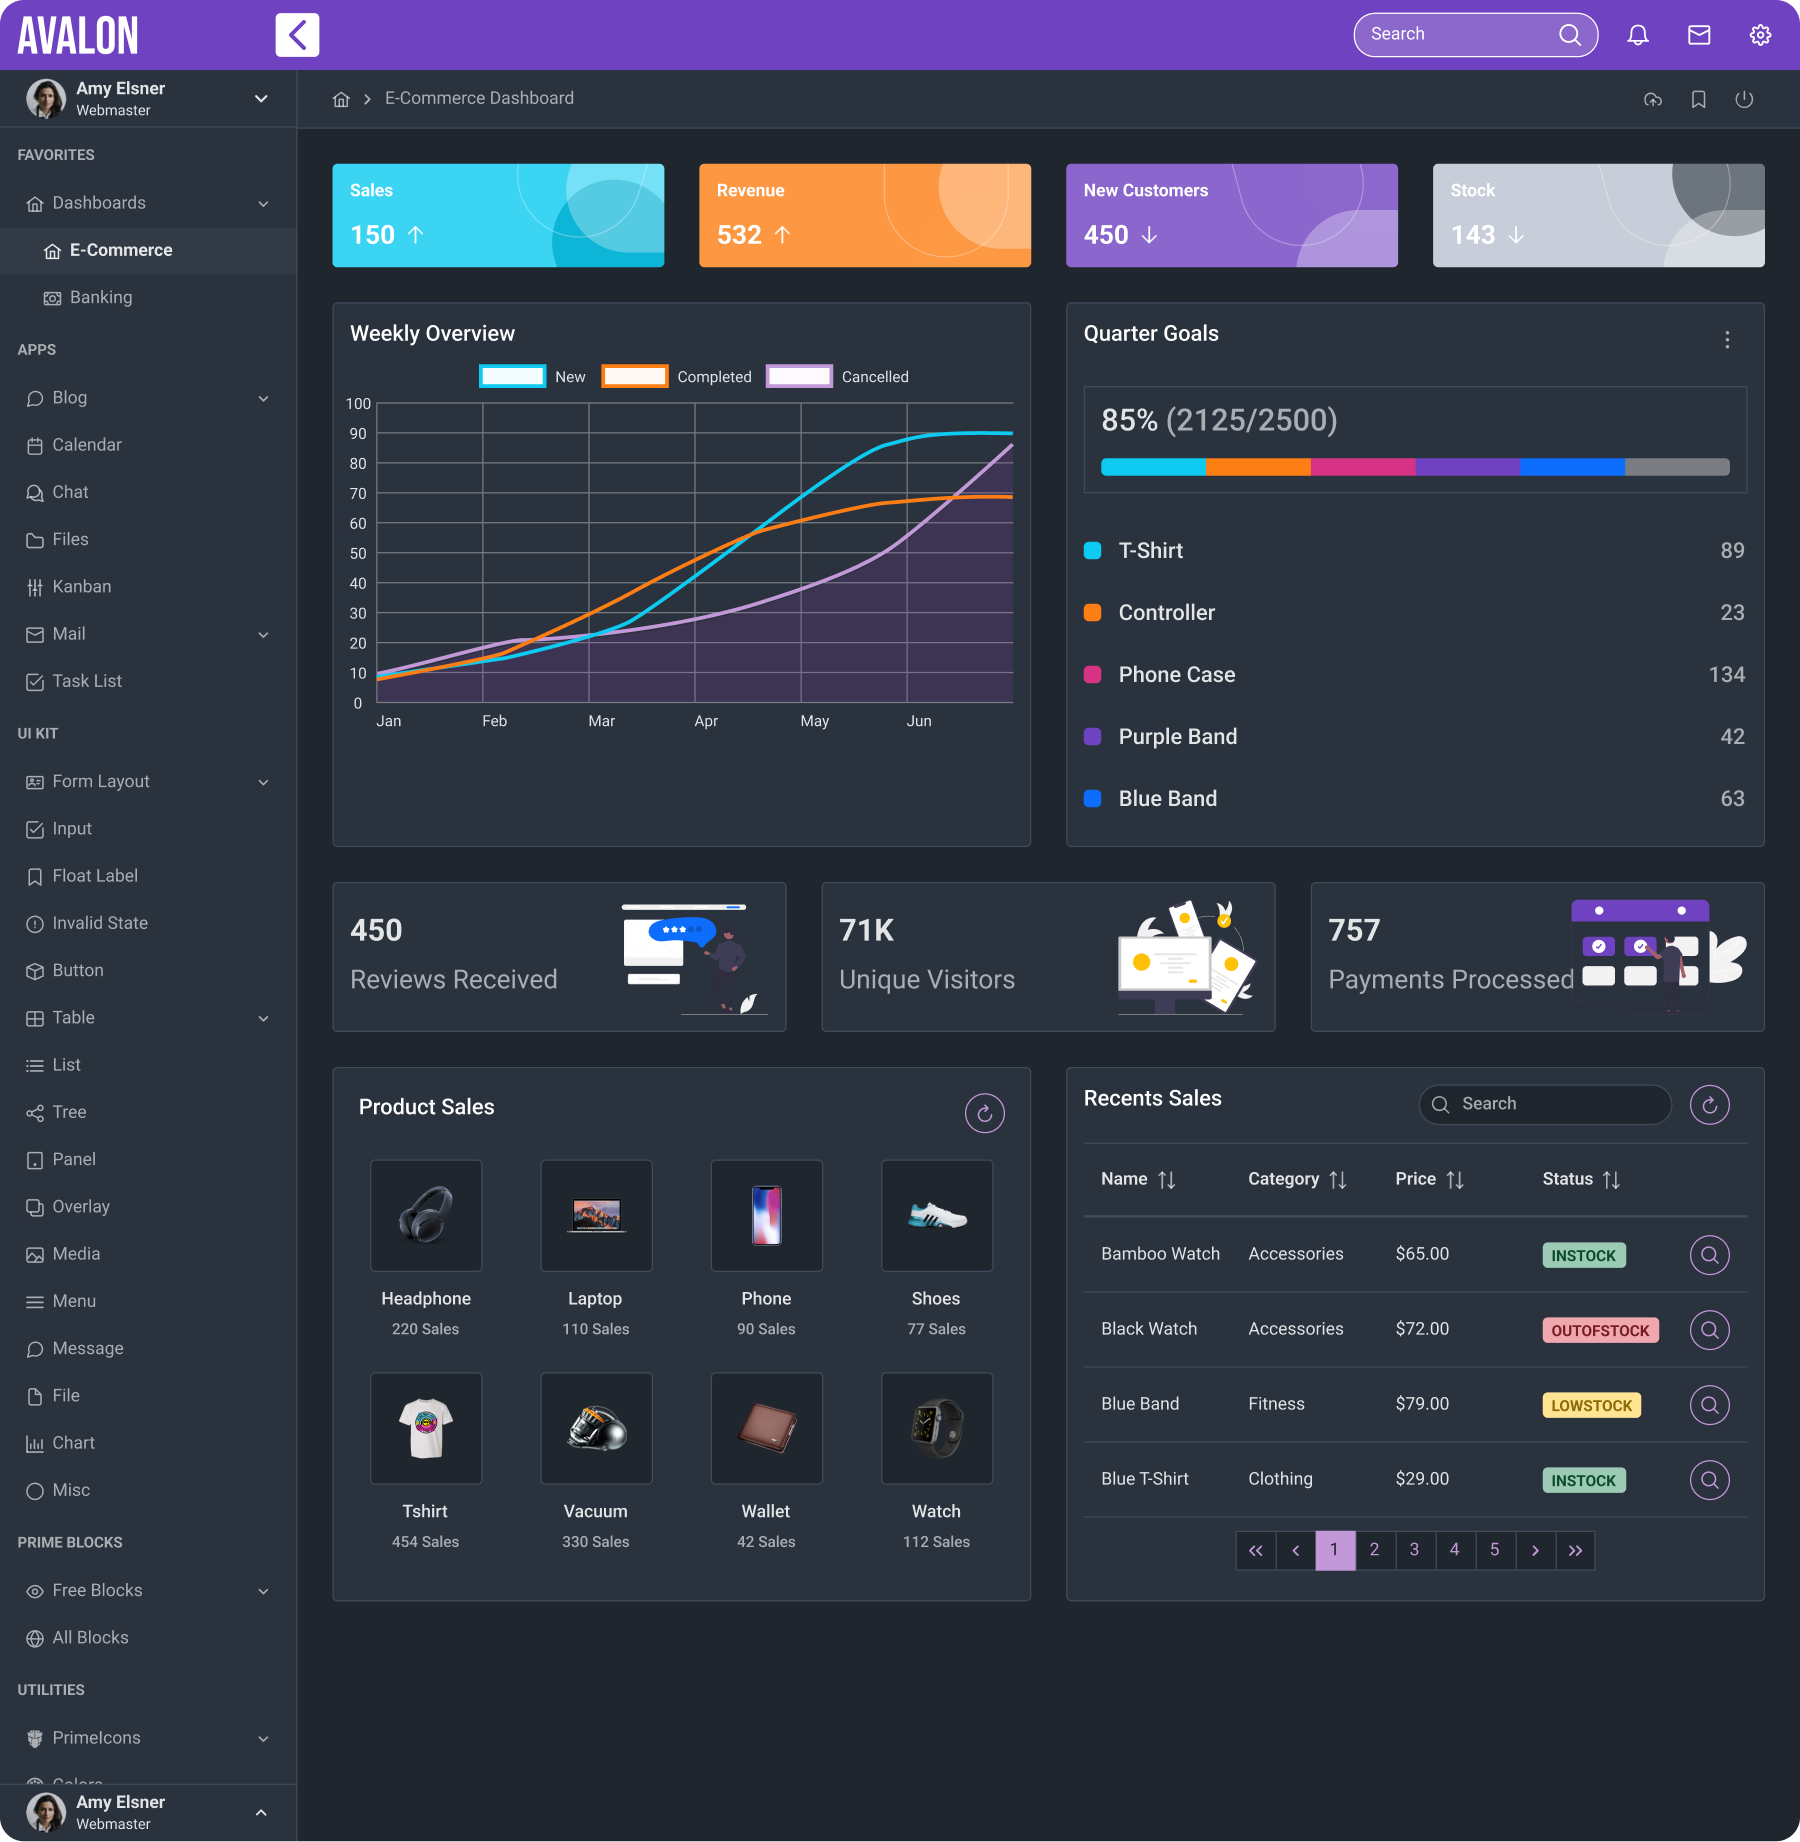 AVALON
Search
Amy Elsner
Webmaster
E-Commerce Dashboard
FAVORITES
Dashboards
E-Commerce
Banking
APPS
Blog
Calendar
Chat
Files
Kanban
Mail
Task List
UI KIT
Form Layout
Input
Float Label
Invalid State
Button
Table
List
Tree
Panel
Overlay
Media
Menu
Message
File
Chart
Misc
PRIME BLOCKS
Free Blocks
All Blocks
UTILITIES
PrimeIcons
Colors
Amy Elsner
Webmaster
Sales
150
Revenue
532
New Customers
450
Stock
143
Weekly Overview
New Completed Cancelled
100
90
80
70
60
50
40
30
20
10
0
Jan Feb Mar Apr May Jun
Quarter Goals
85% (2125/2500)
T-Shirt 89
Controller 23
Phone Case 134
Purple Band 42
Blue Band 63
450
Reviews Received
71K
Unique Visitors
757
Payments Processed
Product Sales
Headphone Laptop Phone Shoes
220 Sales 110 Sales 90 Sales 77 Sales
Tshirt Vacuum Wallet Watch
454 Sales 330 Sales 42 Sales 112 Sales
Recents Sales
Search
Name Category Price Status
Bamboo Watch Accessories $65.00 INSTOCK
Black Watch Accessories $72.00 OUTOFSTOCK
Blue Band Fitness $79.00 LOWSTOCK
Blue T-Shirt Clothing $29.00 INSTOCK
1 2 3 4 5